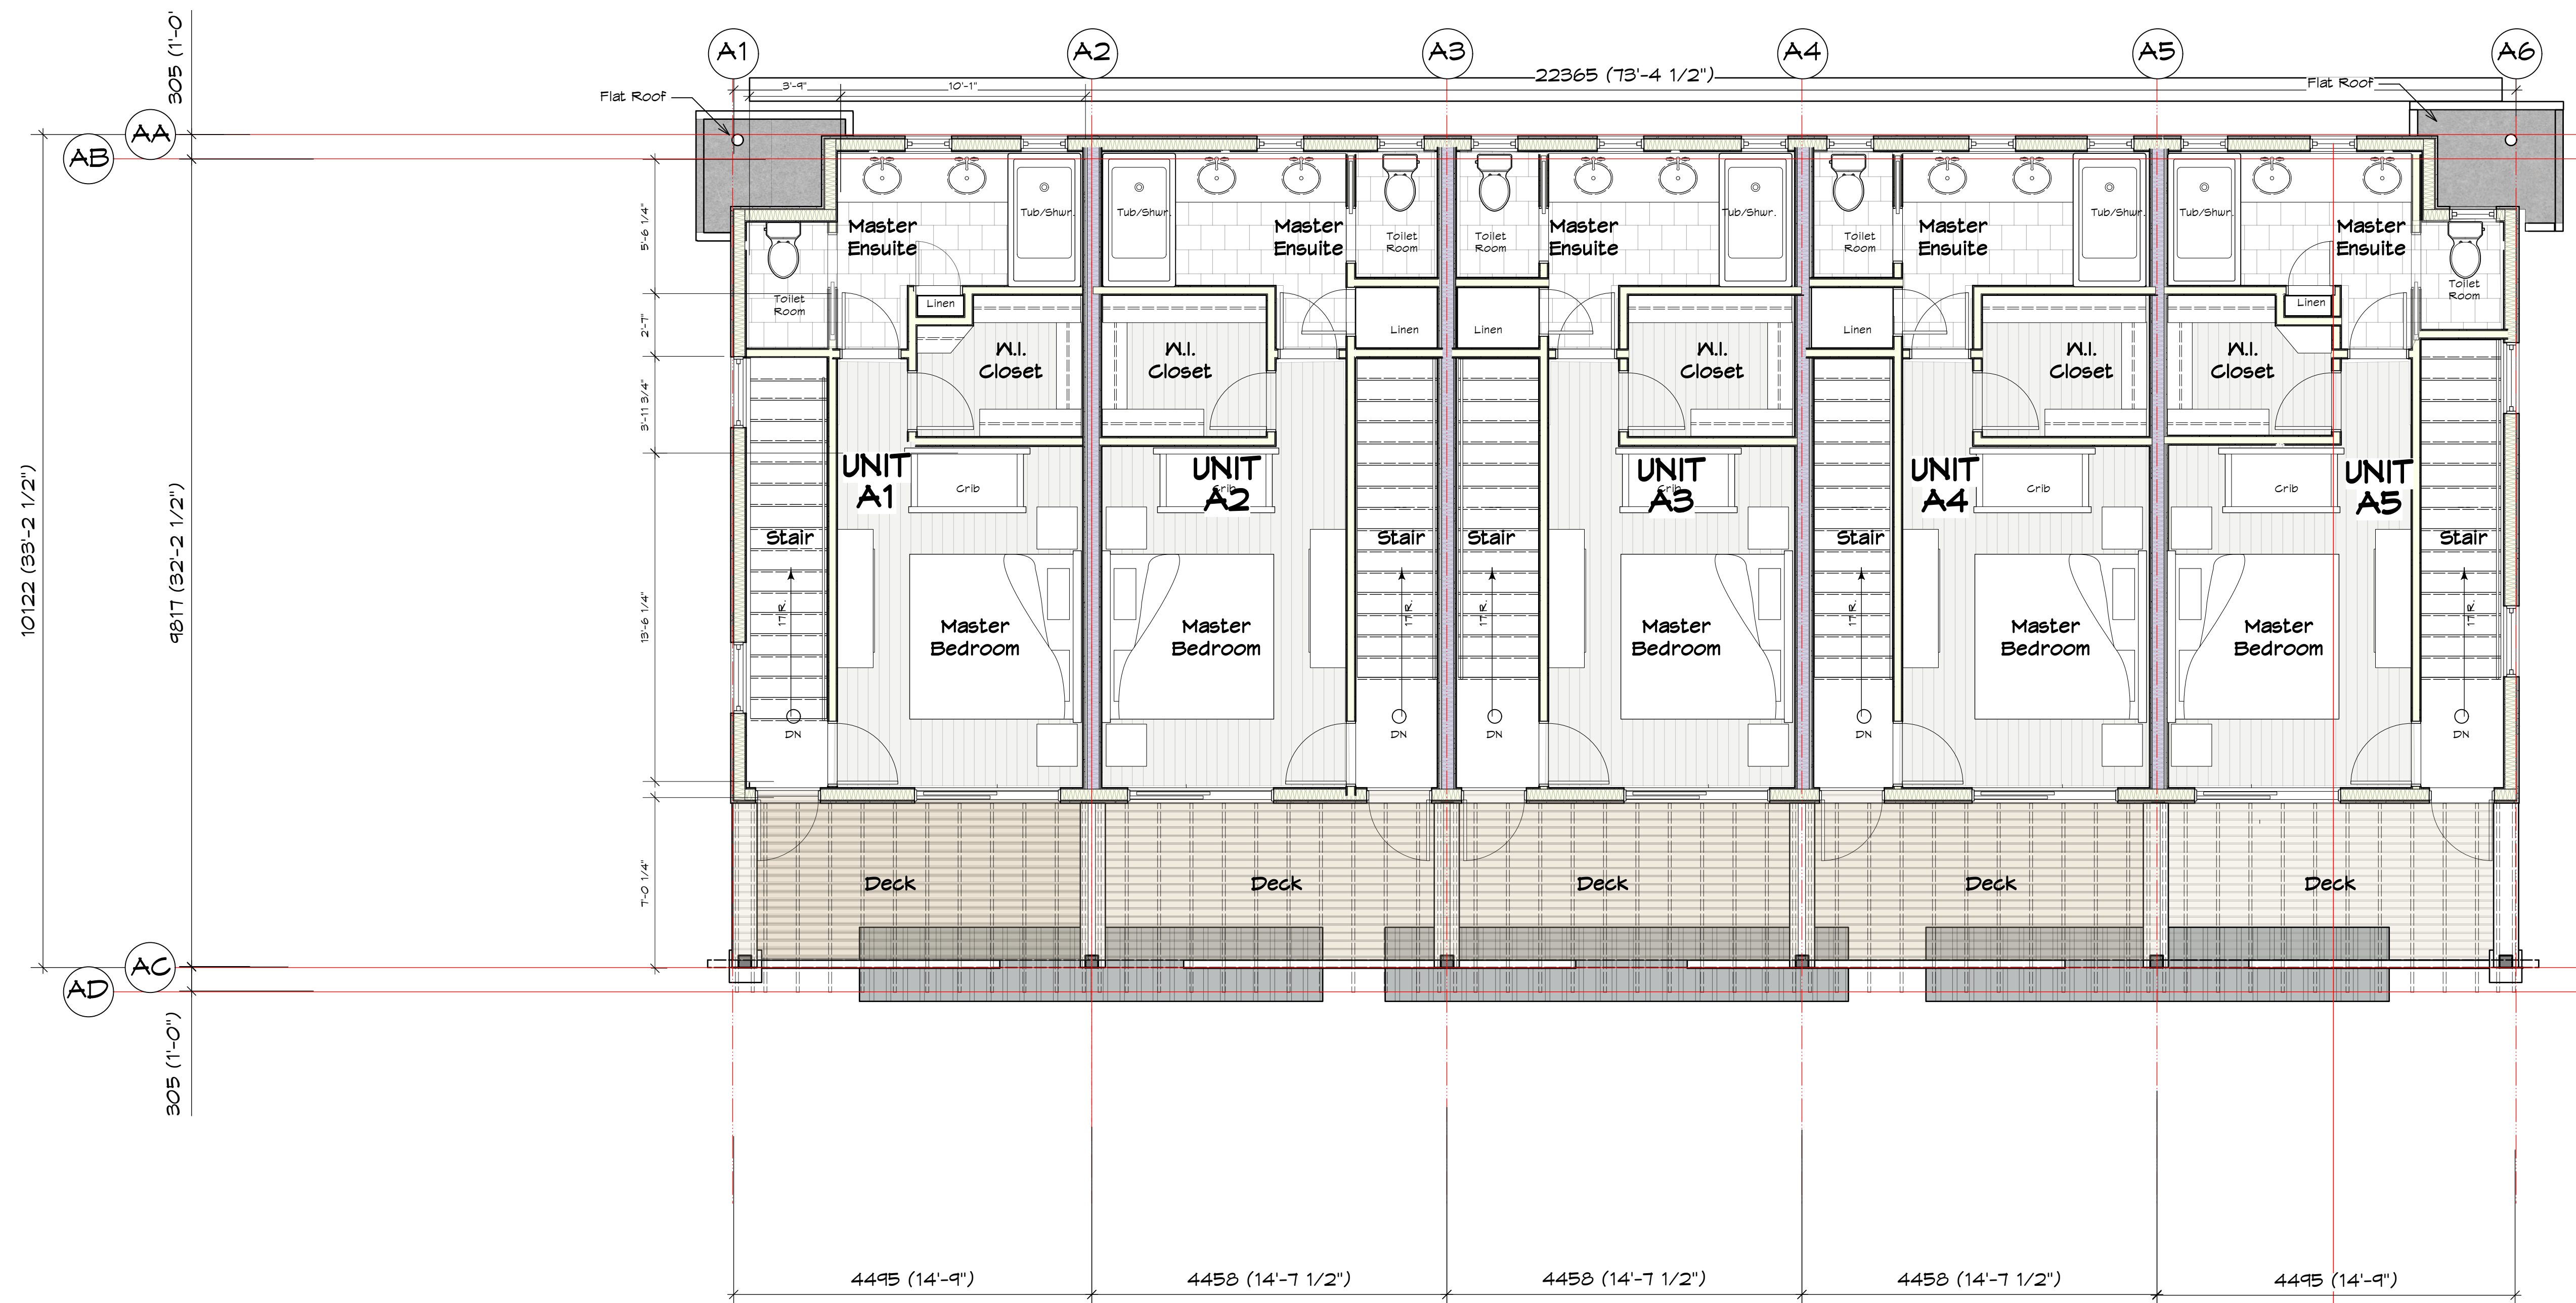 A1
A2
A3
A4
A5
A6
305 (1'-0'
22365 (73'-4 1/2")
3'-9"
10'-1"
Flat Roof
Flat Roof
AA
AB
Tub/Shwr.
Tub/Shwr.
Tub/Shwr.
Tub/Shwr.
Tub/Shwr.
Master
Ensuite
Master
Ensuite
Master
Ensuite
Master
Ensuite
Master
Ensuite
Toilet
Room
Toilet
Room
Toilet
Room
Toilet
Room
Toilet
Room
5'-6 1/4"
Linen
Linen
Linen
Linen
Linen
2'-7"
W.I.
Closet
W.I.
Closet
W.I.
Closet
W.I.
Closet
W.I.
Closet
3'-11 3/4"
UNIT
A1
UNIT
A2
UNIT
A3
UNIT
A4
UNIT
A5
Crib
Crib
Crib
Crib
Crib
10122 (33'-2 1/2")
9817 (32'-2 1/2")
Stair
Stair
Stair
Stair
Stair
17 R.
17 R.
17 R.
17 R.
17 R.
13'-6 1/4"
Master
Bedroom
Master
Bedroom
Master
Bedroom
Master
Bedroom
Master
Bedroom
DN
DN
DN
DN
DN
7'-0 1/4"
Deck
Deck
Deck
Deck
Deck
AC
AD
305 (1'-0")
4495 (14'-9")
4458 (14'-7 1/2")
4458 (14'-7 1/2")
4458 (14'-7 1/2")
4495 (14'-9")